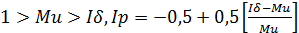 1 > Mu > Iδ, Ip = −0,5 + 0,5[(Iδ−Mu)/Mu]